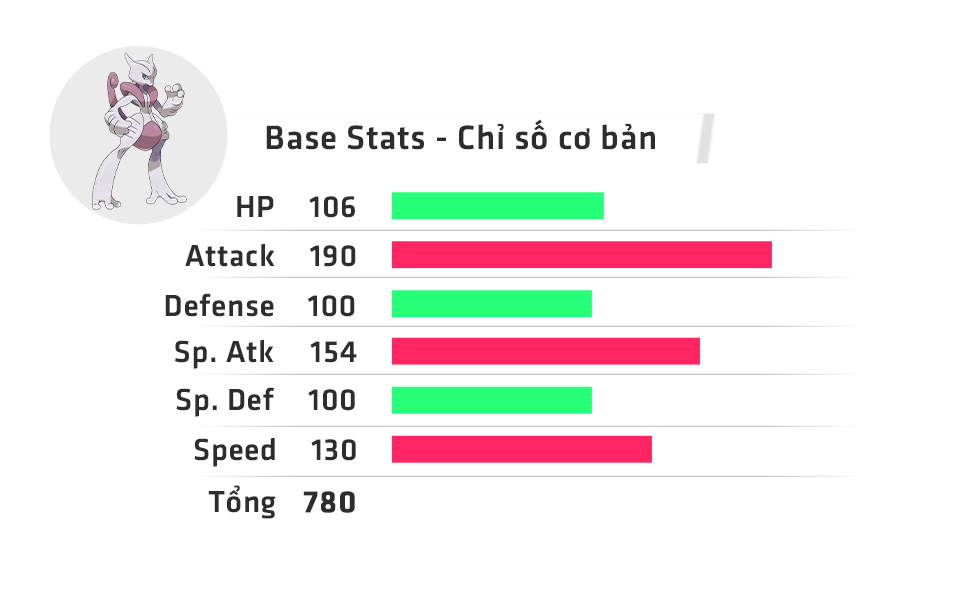 Base Stats - Chỉ số cơ bản
HP 106
Attack 190
Defense 100
Sp. Atk 154
Sp. Def 100
Speed 130
Tổng 780